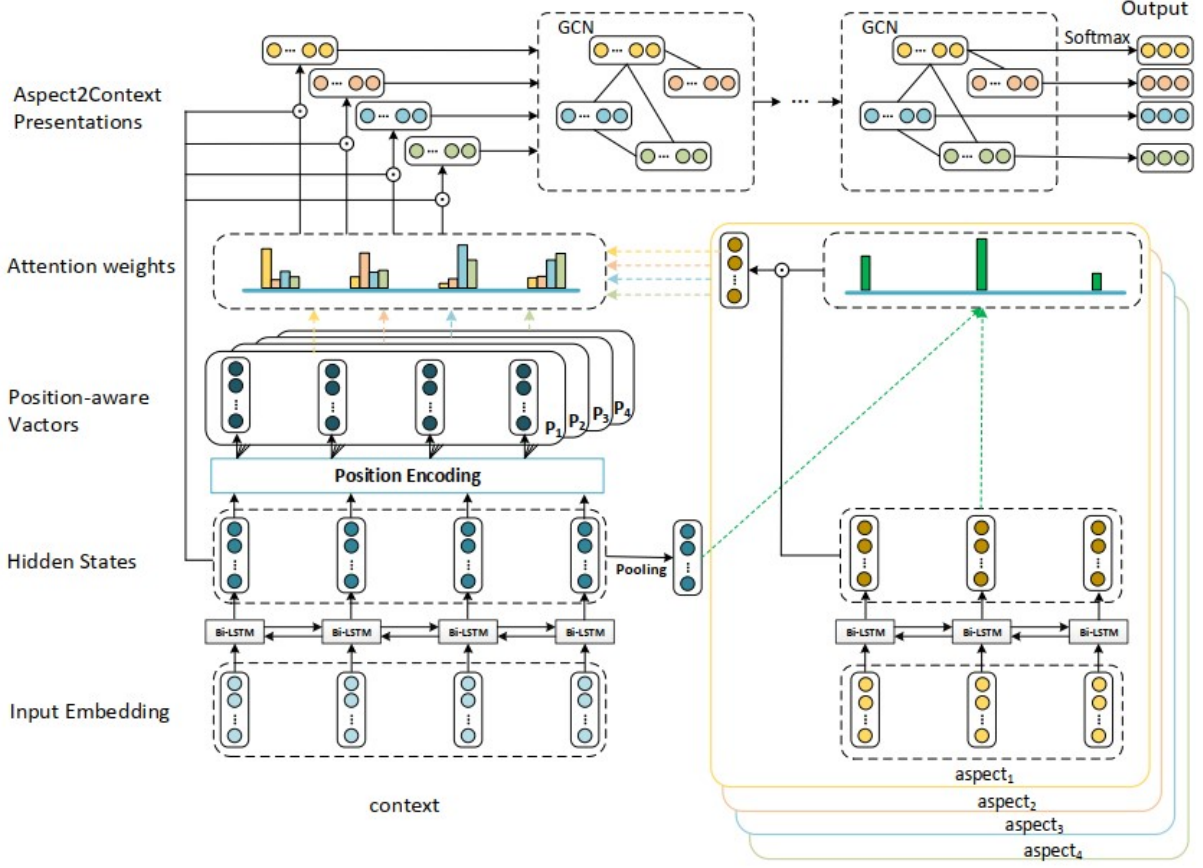 Output
GCN
GCN
Softmax
Aspect2Context
Presentations
Attention weights
Position-aware
Vactors
P1
P2
P3
P4
Position Encoding
Hidden States
Pooling
Bi-LSTM
Bi-LSTM
Bi-LSTM
Bi-LSTM
Bi-LSTM
Bi-LSTM
Bi-LSTM
Input Embedding
context
aspect1
aspect2
aspect3
aspect4